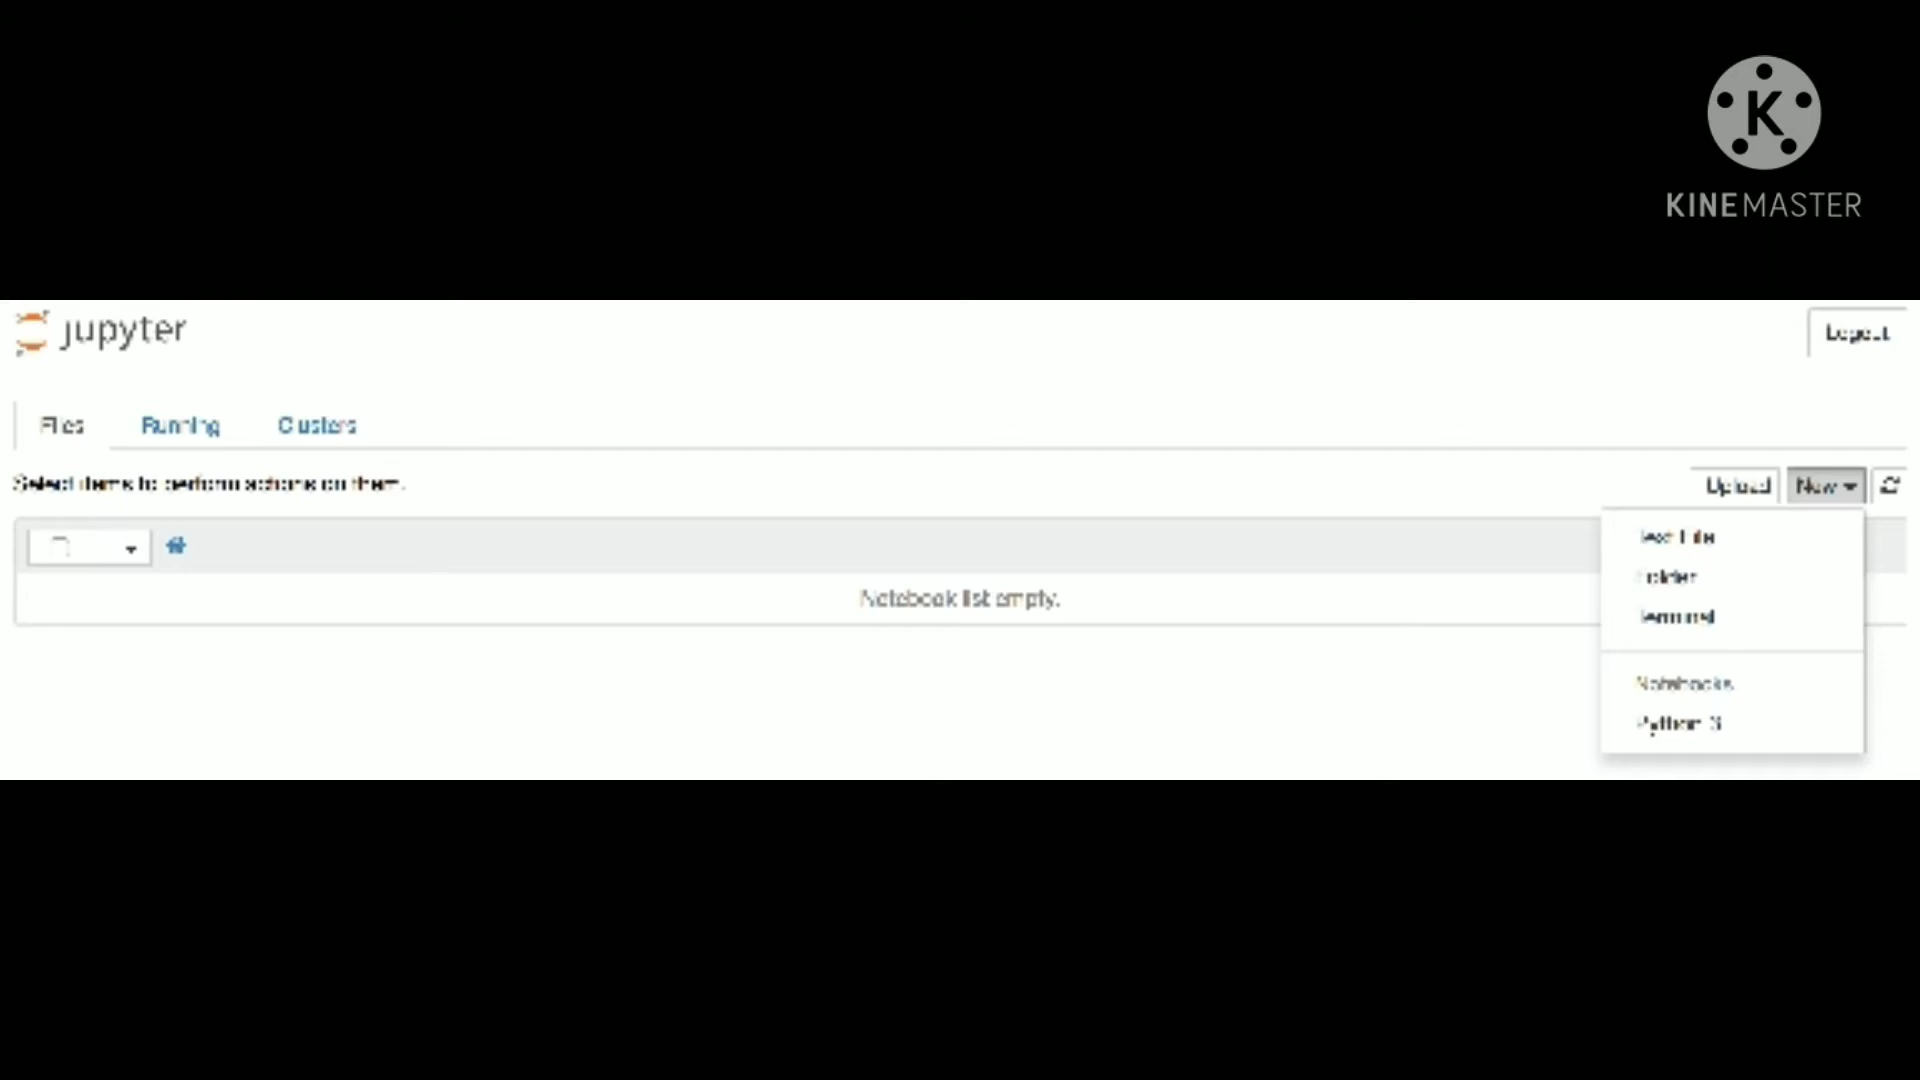 K
KINEMASTER
jupyter
Logout
Files Running Clusters
Select items to perform actions on them.
Upload New
Text File
Folder
Terminal
Notebook list empty.
Notebooks
Python 3